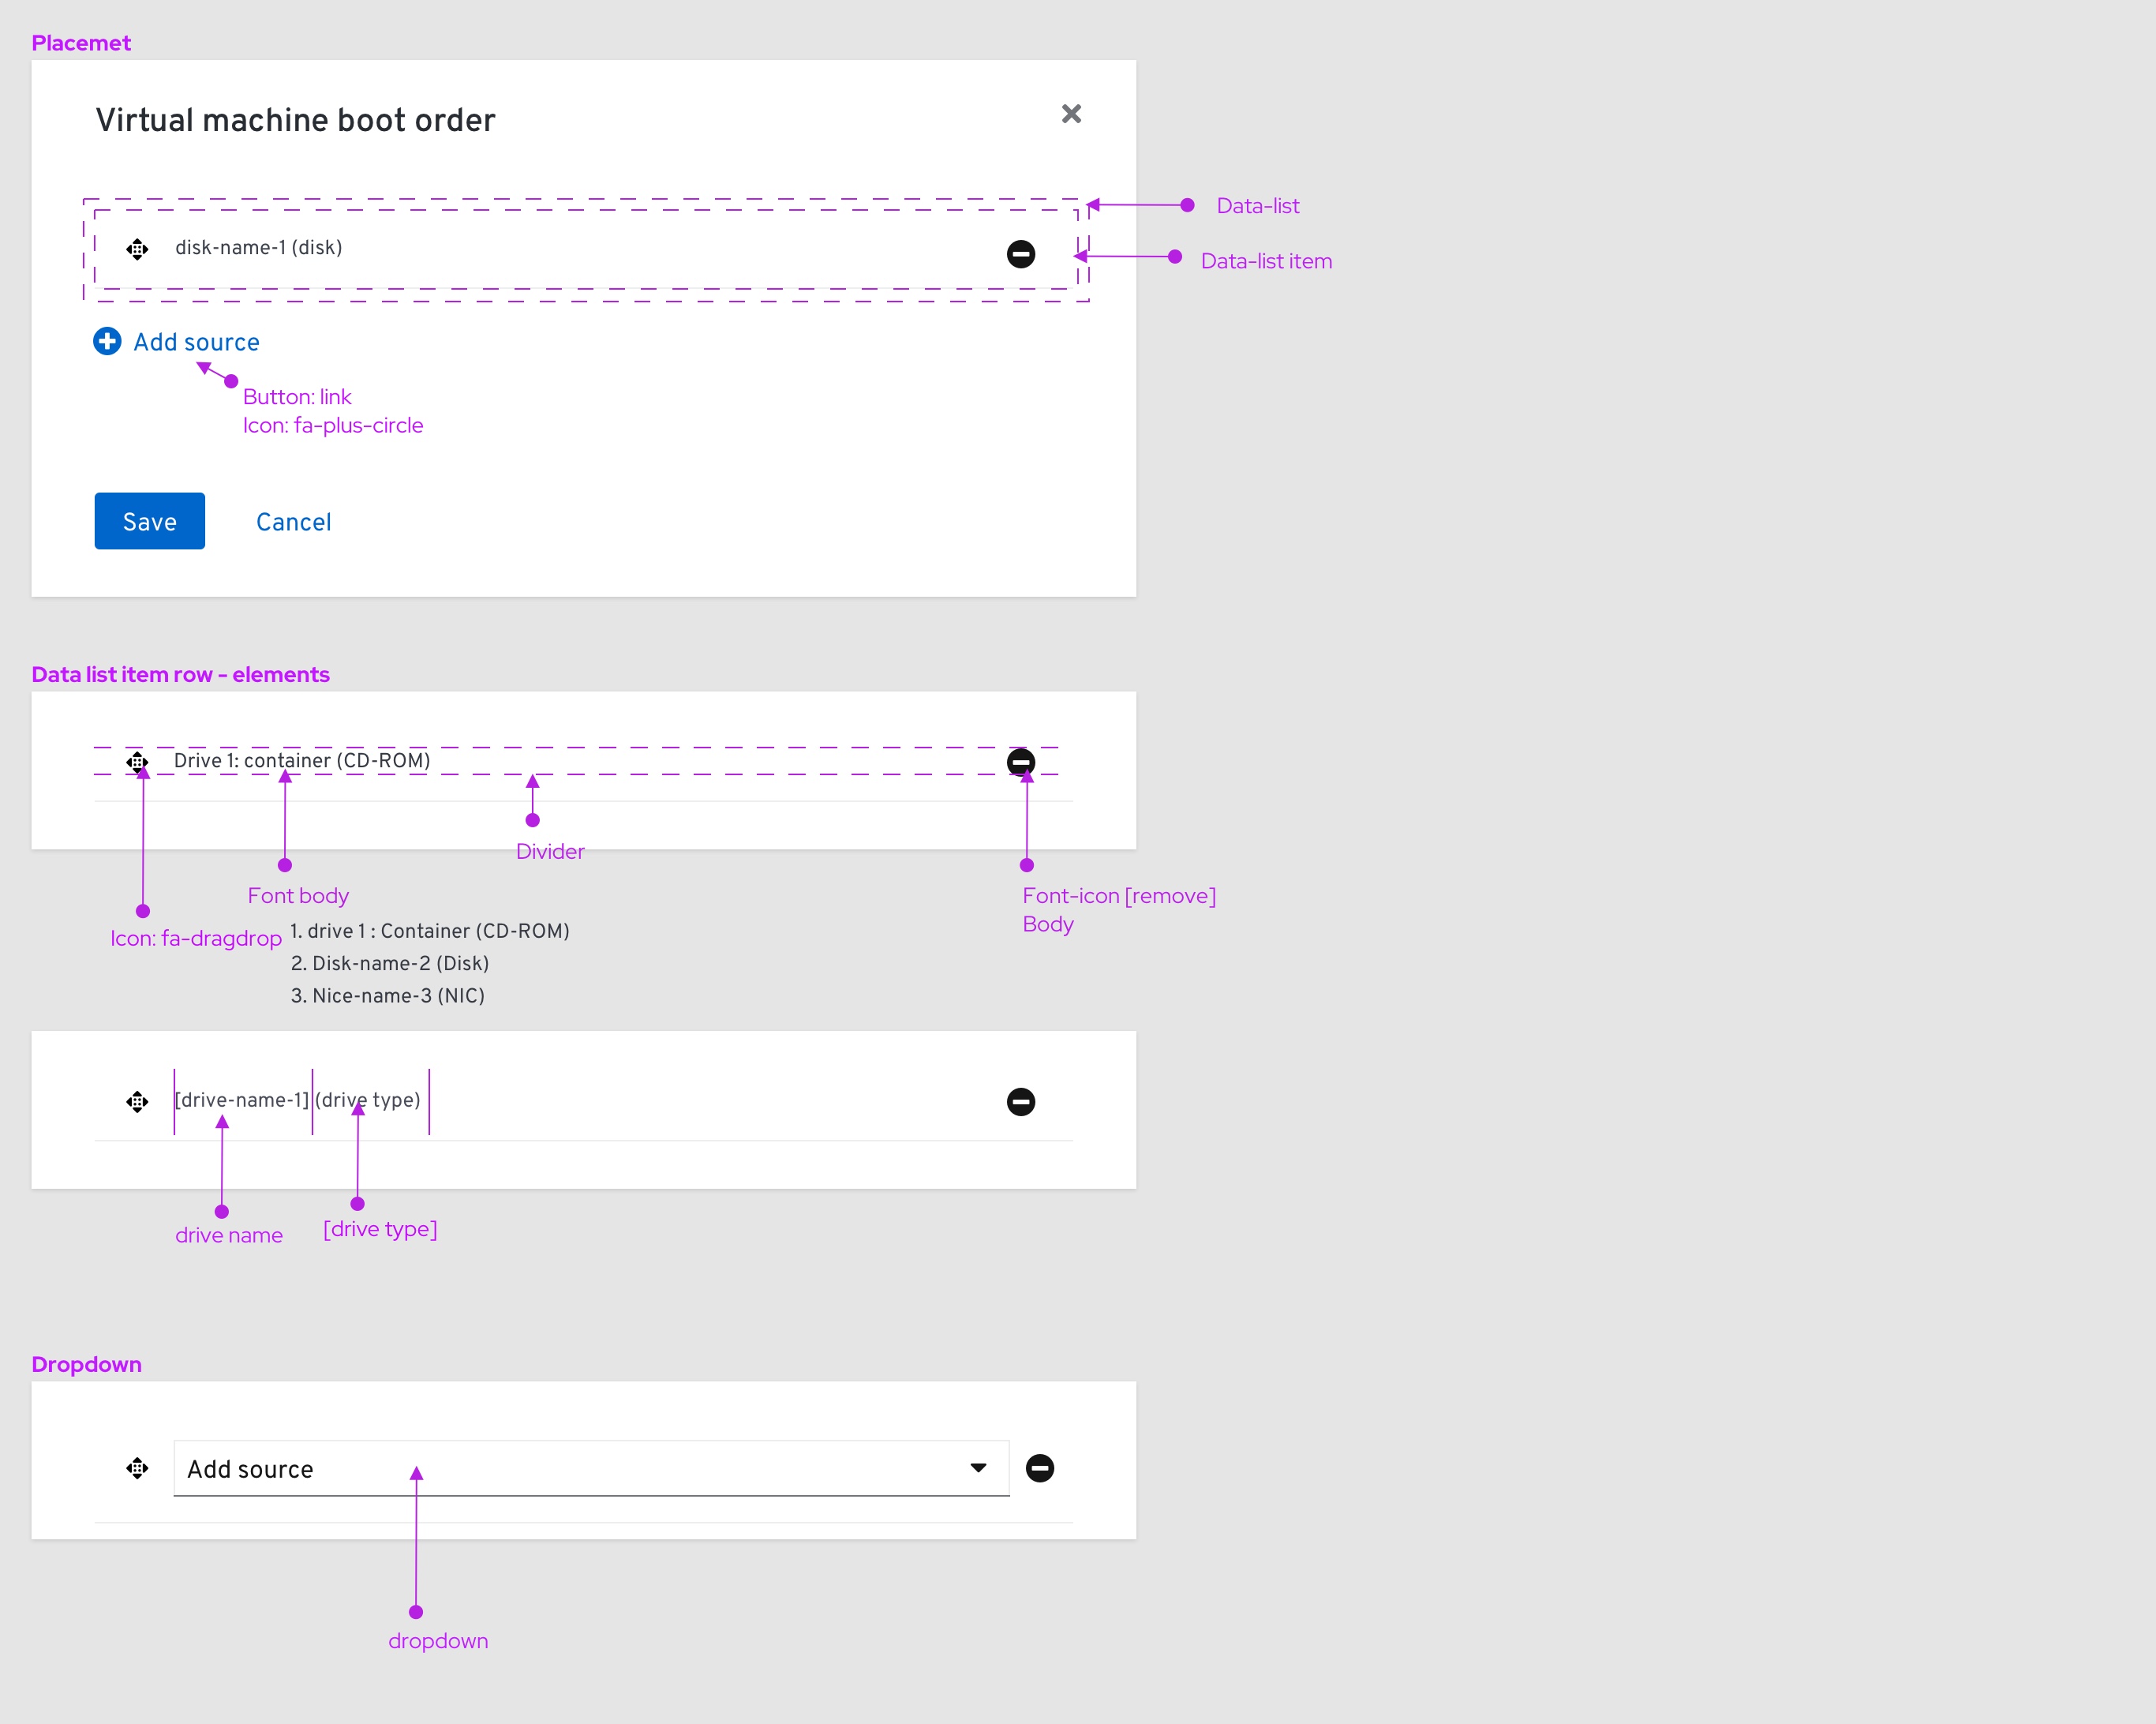 Placemet
Virtual machine boot order
disk-name-1 (disk)
Data-list
Data-list item
Add source
Button: link
Icon: fa-plus-circle
Save
Cancel
Data list item row - elements
Drive 1: container (CD-ROM)
Divider
Font body
Font-icon [remove]
Body
Icon: fa-dragdrop
1. drive 1 : Container (CD-ROM)
2. Disk-name-2 (Disk)
3. Nice-name-3 (NIC)
[drive-name-1] (drive type)
drive name
[drive type]
Dropdown
Add source
dropdown